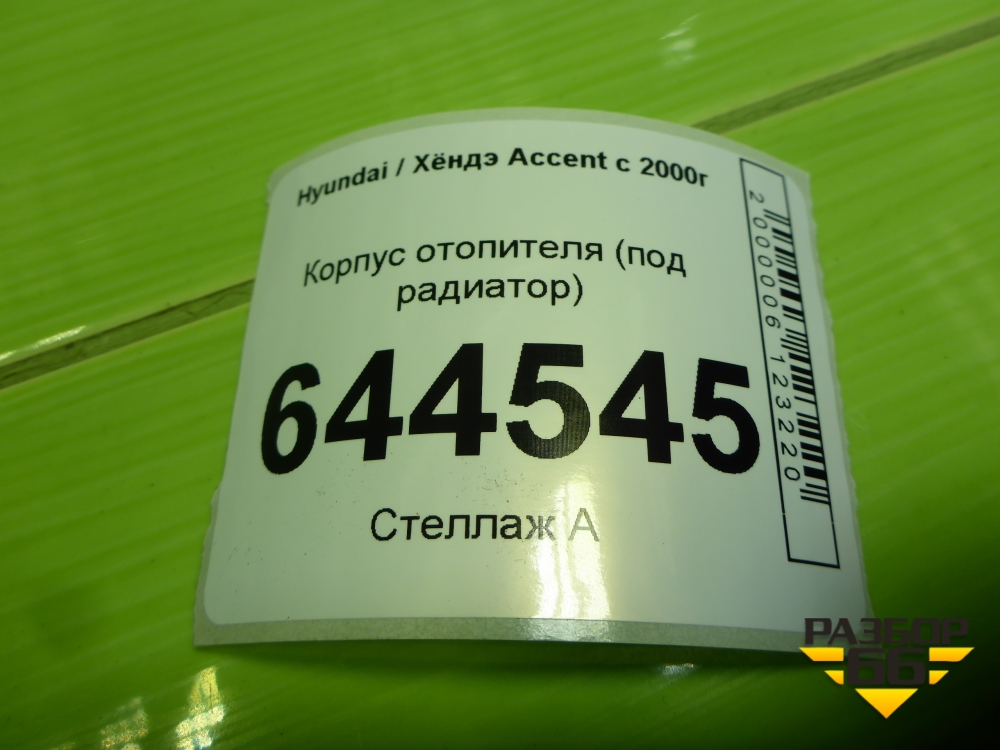 Hyundai / Хёндэ Accent с 2000г
Корпус отопителя (под
радиатор)
644545
Стеллаж А
2000006123220
РАЗБОР
66